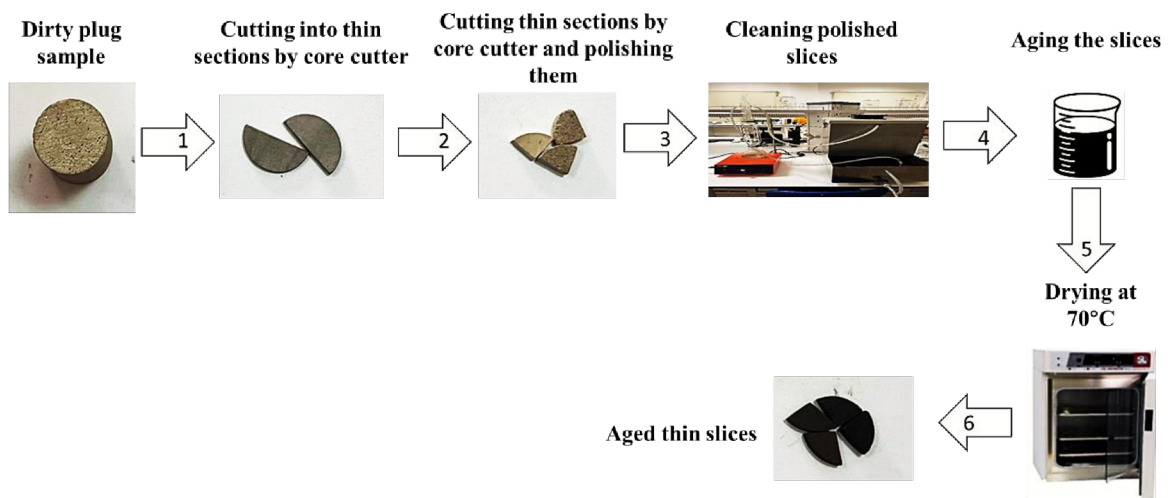 Dirty plug
sample
Cutting into thin
sections by core cutter
Cutting thin sections by
core cutter and polishing
them
Cleaning polished
slices
Aging the slices
1
2
3
4
5
Drying at
70°C
6
Aged thin slices